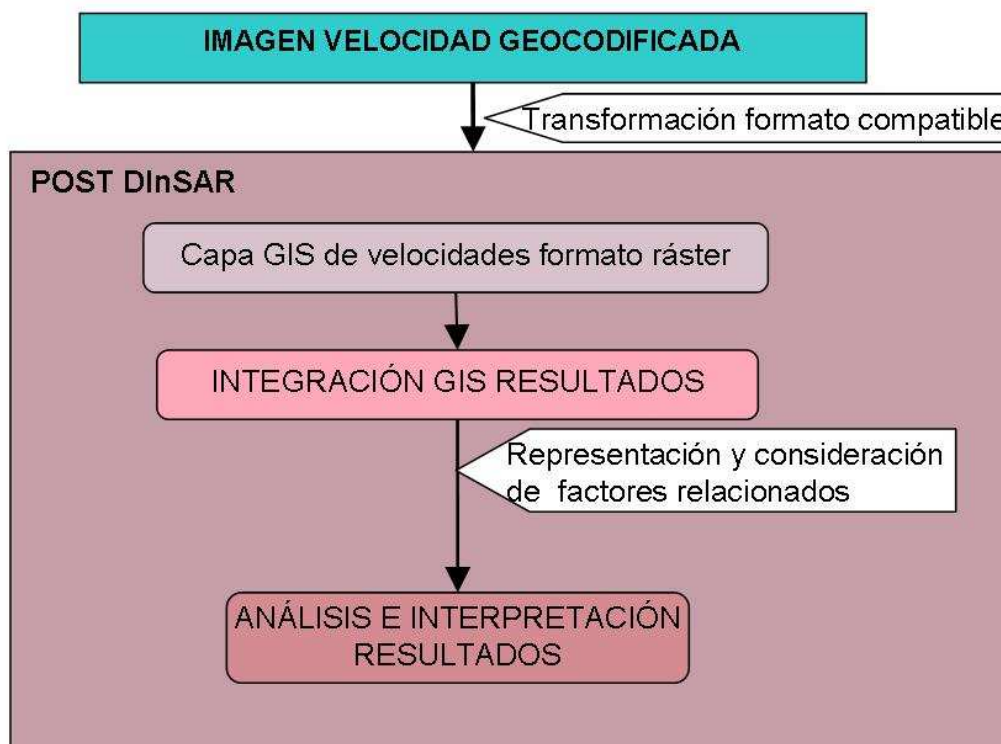 IMAGEN VELOCIDAD GEOCODIFICADA
Transformación formato compatible
POST DInSAR
Capa GIS de velocidades formato ráster
INTEGRACIÓN GIS RESULTADOS
Representación y consideración
de factores relacionados
ANÁLISIS E INTERPRETACIÓN
RESULTADOS